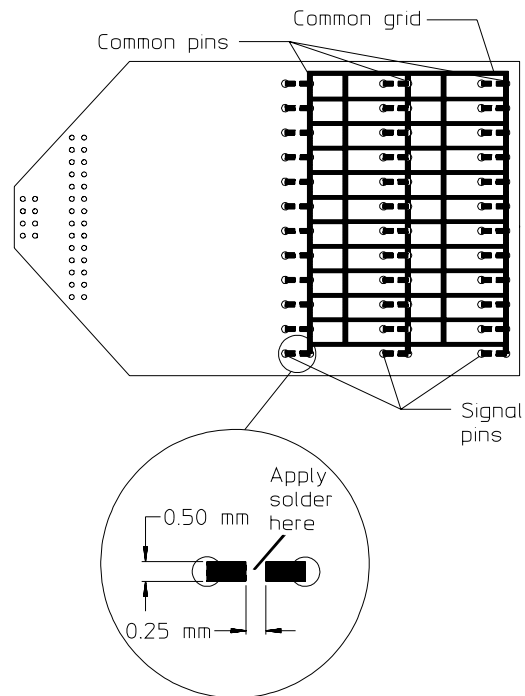 Common grid
Common pins
Signal
pins
Apply
solder
here
0.50 mm
0.25 mm